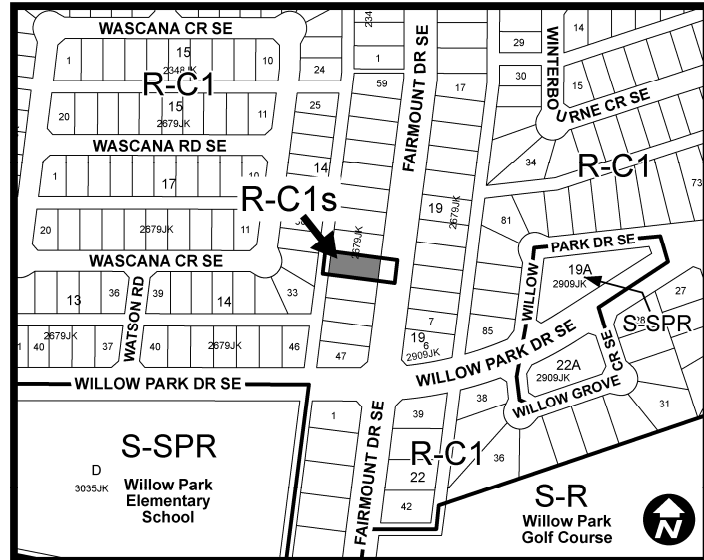 WASCANA CR SE
15
1
2348JK
10
R-C1
15
20
2679JK
11
WASCANA RD SE
1
17
10
20
2679JK
11
WASCANA CR SE
13
36
39
14
33
WATSON RD
40
2679JK
37
40
2679JK
46
WILLOW PARK DR SE
S-SPR
D
3035JK
Willow Park
Elementary
School
24
25
14
R-C1s
2679JK
1
59
47
FAIRMOUNT DR SE
17
19
2679JK
7
19
6
2909JK
14
29
30
WINTERBO
URNE CR SE
15
34
R-C1
73
81
85
WILLOW
PARK DR SE
19A
2909JK
S-SPR
28
27
WILLOW PARK DR SE
22A
2909JK
WILLOW GROVE
CR SE
31
1
FAIRMOUNT DR SE
39
R-C1
22
42
38
36
S-R
Willow Park
Golf Course
N